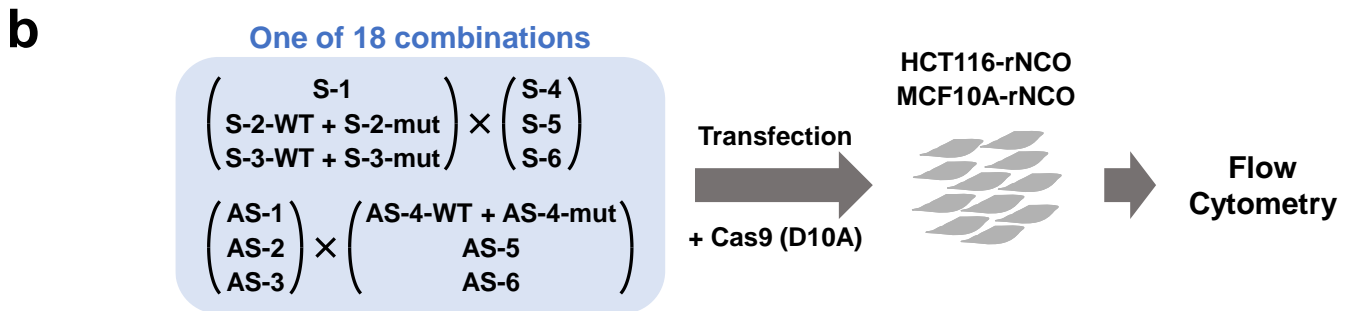 b
One of 18 combinations
S-1
S-2-WT + S-2-mut
S-3-WT + S-3-mut
×
S-4
S-5
S-6
AS-1
AS-2
AS-3
×
AS-4-WT + AS-4-mut
AS-5
AS-6
Transfection
+ Cas9 (D10A)
HCT116-rNCO
MCF10A-rNCO
Flow
Cytometry